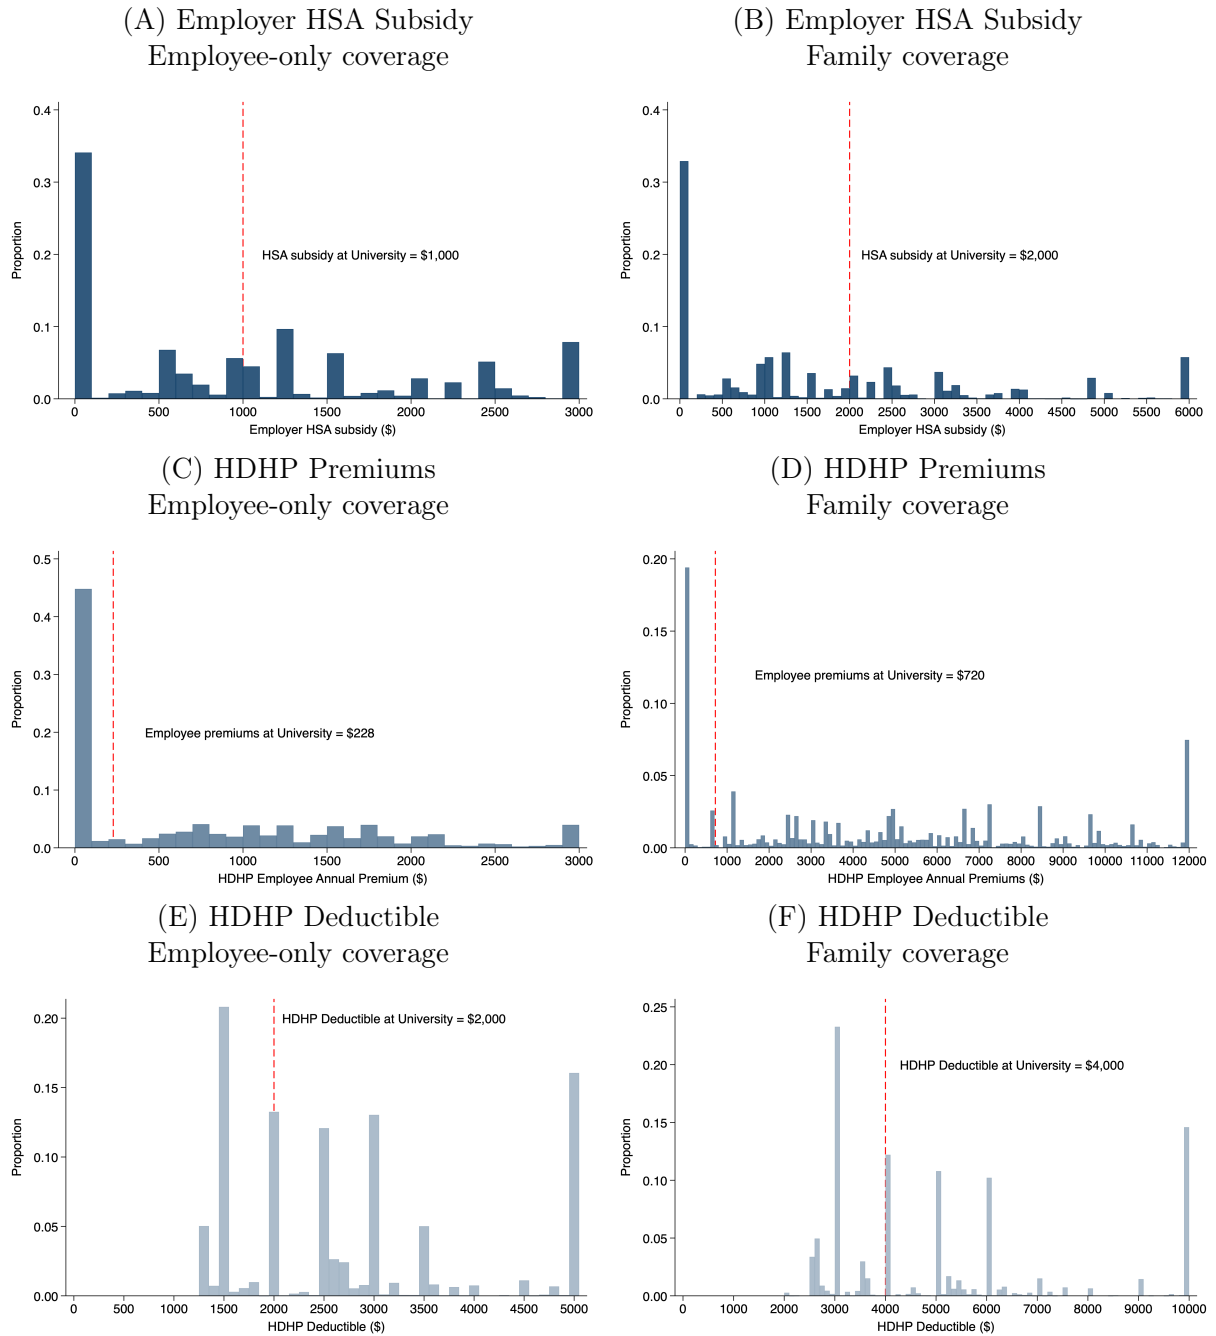 (A) Employer HSA Subsidy
Employee-only coverage
0.4
0.3
0.2
0.1
0.0
Proportion
HSA subsidy at University = $1,000
0 500 1000 1500 2000 2500 3000
Employer HSA subsidy ($)
(B) Employer HSA Subsidy
Family coverage
0.4
0.3
0.2
0.1
0.0
Proportion
HSA subsidy at University = $2,000
0 500 1000 1500 2000 2500 3000 3500 4000 4500 5000 5500 6000
Employer HSA subsidy ($)
(C) HDHP Premiums
Employee-only coverage
0.5
0.4
0.3
0.2
0.1
0.0
Proportion
Employee premiums at University = $228
0 500 1000 1500 2000 2500 3000
HDHP Employee Annual Premium ($)
(D) HDHP Premiums
Family coverage
0.20
0.15
0.10
0.05
0.00
Proportion
Employee premiums at University = $720
0 1000 2000 3000 4000 5000 6000 7000 8000 9000 10000 11000 12000
HDHP Employee Annual Premiums ($)
(E) HDHP Deductible
Employee-only coverage
0.20
0.15
0.10
0.05
0.00
Proportion
HDHP Deductible at University = $2,000
0 500 1000 1500 2000 2500 3000 3500 4000 4500 5000
HDHP Deductible ($)
(F) HDHP Deductible
Family coverage
0.25
0.20
0.15
0.10
0.05
0.00
Proportion
HDHP Deductible at University = $4,000
0 1000 2000 3000 4000 5000 6000 7000 8000 9000 10000
HDHP Deductible ($)